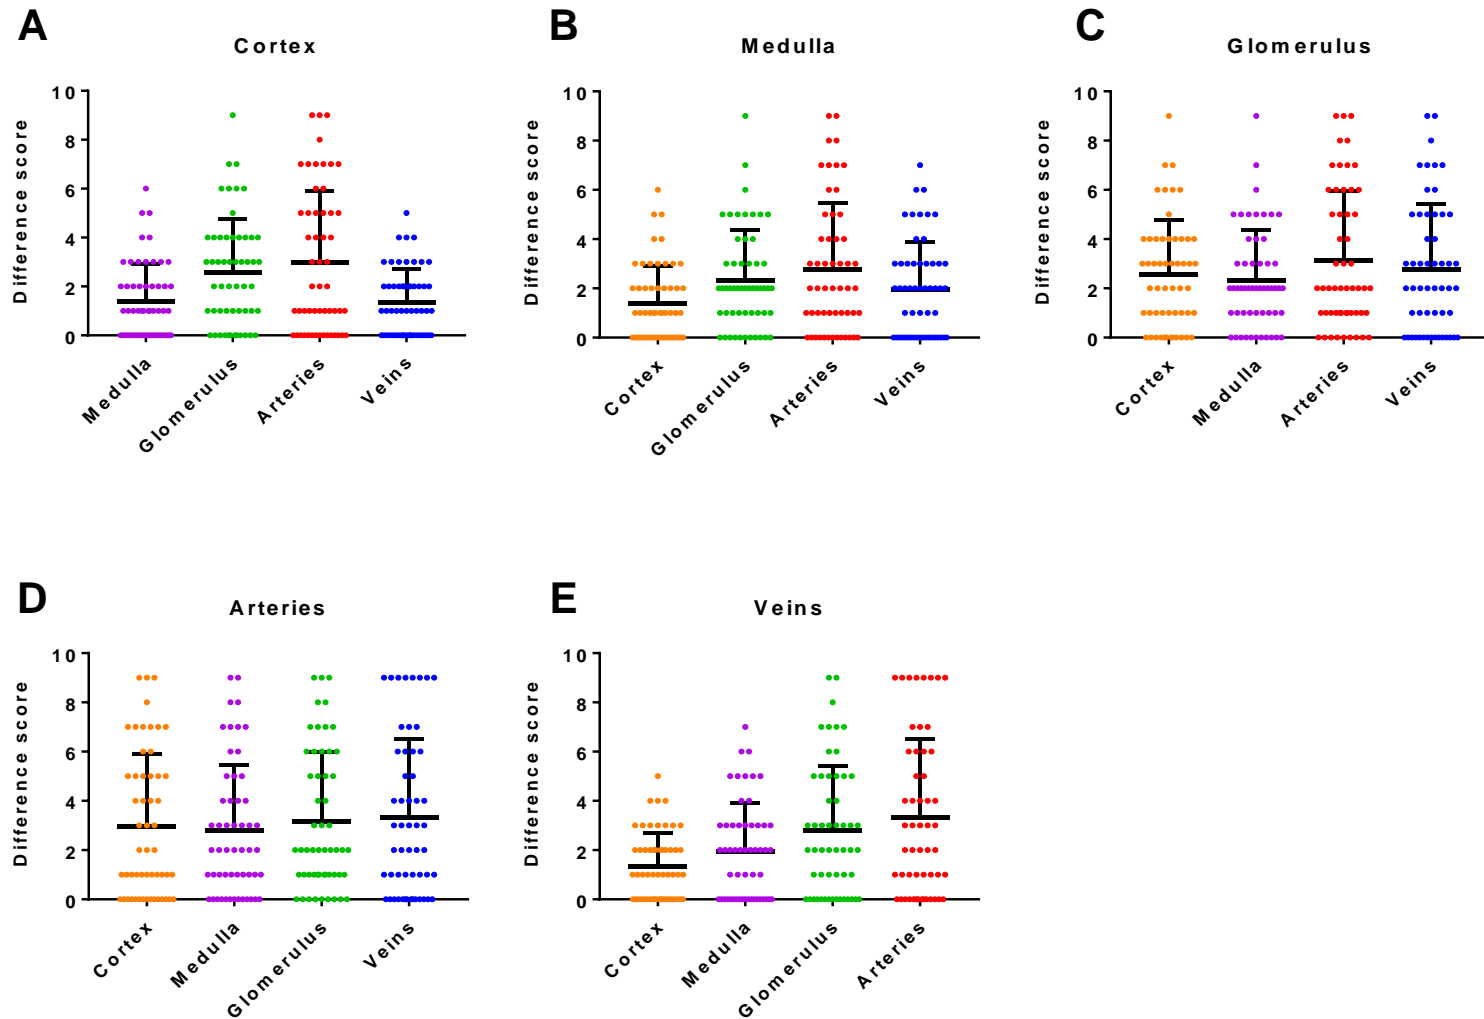 A
Cortex
Difference score
10
8
6
4
2
0
Medulla
Glomerulus
Arteries
Veins
B
Medulla
Difference score
10
8
6
4
2
0
Cortex
Glomerulus
Arteries
Veins
C
Glomerulus
Difference score
10
8
6
4
2
0
Cortex
Medulla
Arteries
Veins
D
Arteries
Difference score
10
8
6
4
2
0
Cortex
Medulla
Glomerulus
Veins
E
Veins
Difference score
10
8
6
4
2
0
Cortex
Medulla
Glomerulus
Arteries